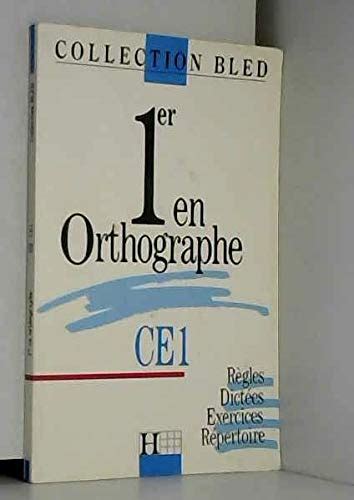 COLLECTION BLED
1er en
Orthographe
CE1
Règles
Dictées
Exercices
Répertoire
H